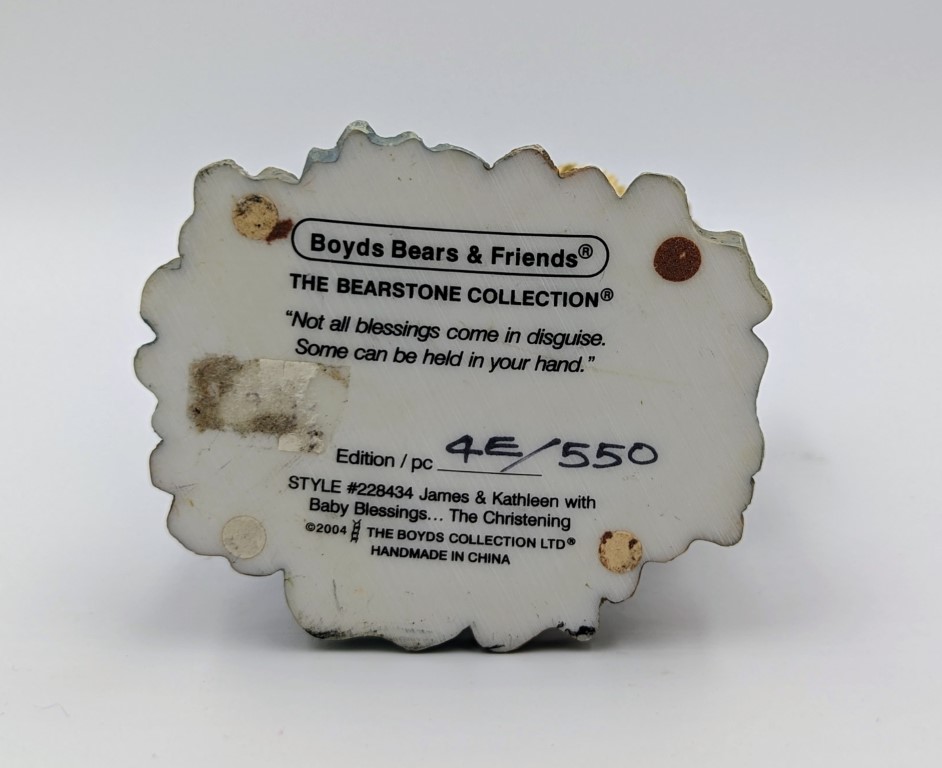 Boyds Bears & Friends®
THE BEARSTONE COLLECTION®
“Not all blessings come in disguise.
Some can be held in your hand.”
Edition / pc 4E/550
STYLE #228434 James & Kathleen with
Baby Blessings... The Christening
©2004 THE BOYDS COLLECTION LTD®
HANDMADE IN CHINA